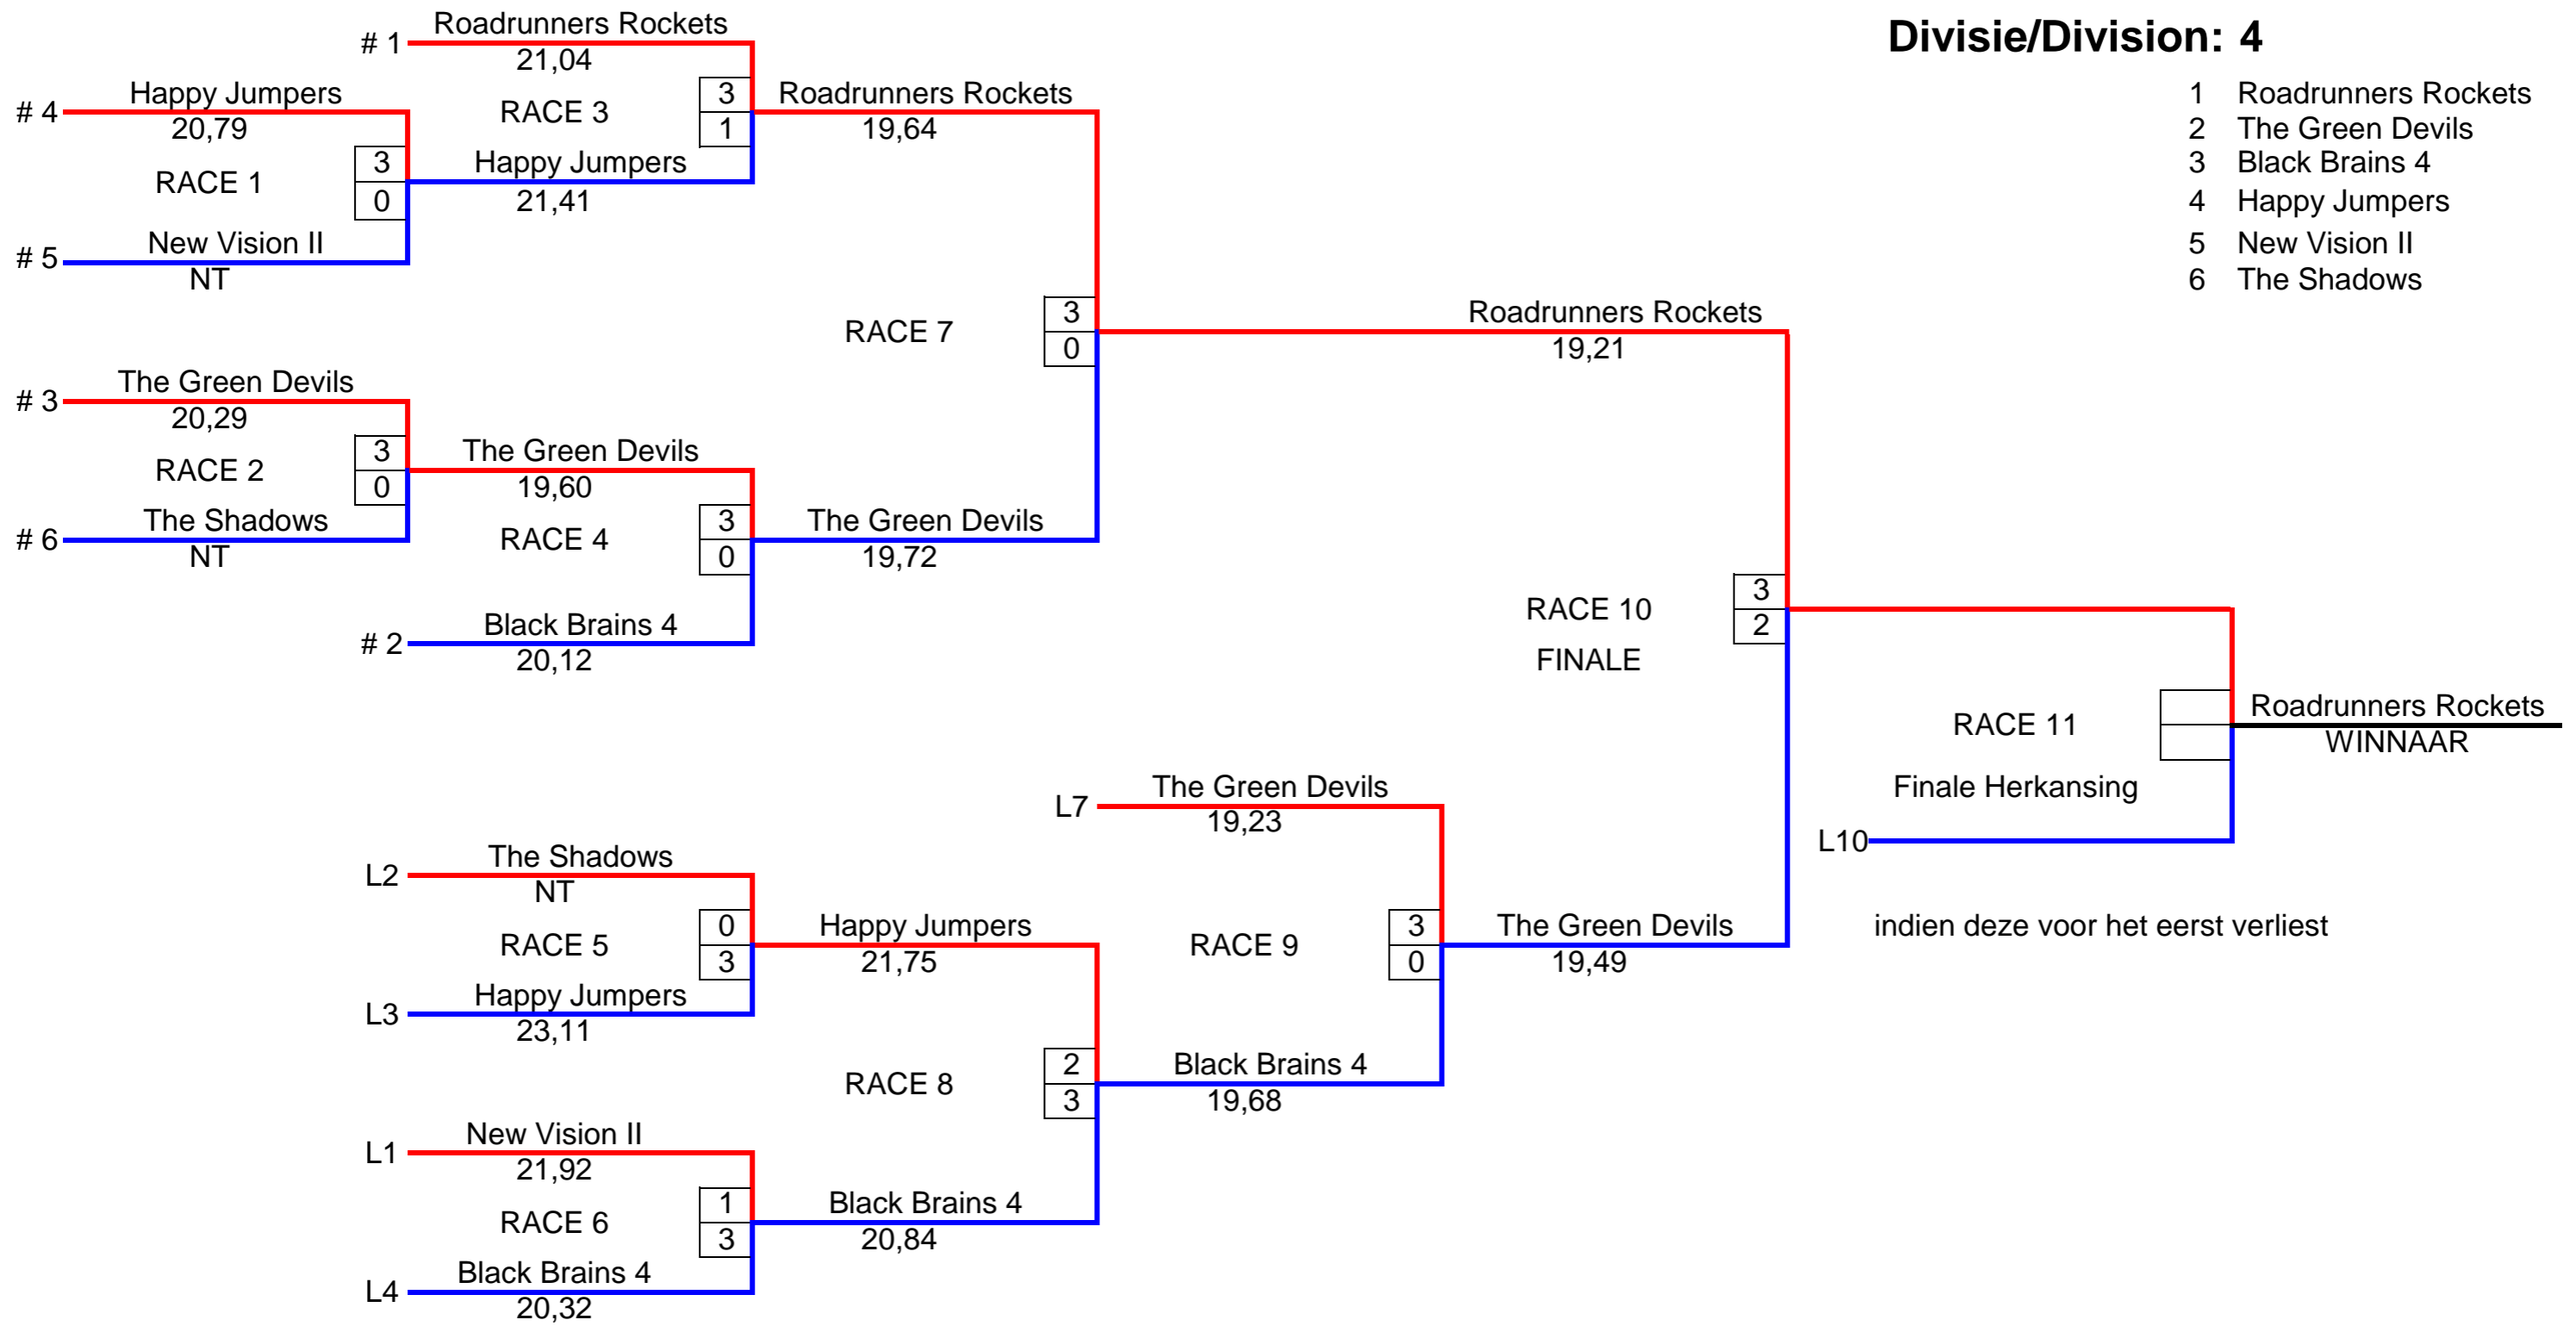 Divisie/Division: 4
1 Roadrunners Rockets
2 The Green Devils
3 Black Brains 4
4 Happy Jumpers
5 New Vision II
6 The Shadows
# 1
Roadrunners Rockets
21,04
RACE 3
3
1
Happy Jumpers
21,41
# 4
Happy Jumpers
20,79
RACE 1
3
0
# 5
New Vision II
NT
Roadrunners Rockets
19,64
RACE 7
3
0
# 3
The Green Devils
20,29
RACE 2
3
0
# 6
The Shadows
NT
The Green Devils
19,60
RACE 4
3
0
# 2
Black Brains 4
20,12
The Green Devils
19,72
Roadrunners Rockets
19,21
RACE 10
FINALE
3
2
RACE 11
Finale Herkansing
L10
Roadrunners Rockets
WINNAAR
indien deze voor het eerst verliest
L7
The Green Devils
19,23
RACE 9
3
0
The Green Devils
19,49
L2
The Shadows
NT
RACE 5
0
3
L3
Happy Jumpers
23,11
Happy Jumpers
21,75
RACE 8
2
3
Black Brains 4
19,68
L1
New Vision II
21,92
RACE 6
1
3
L4
Black Brains 4
20,32
Black Brains 4
20,84